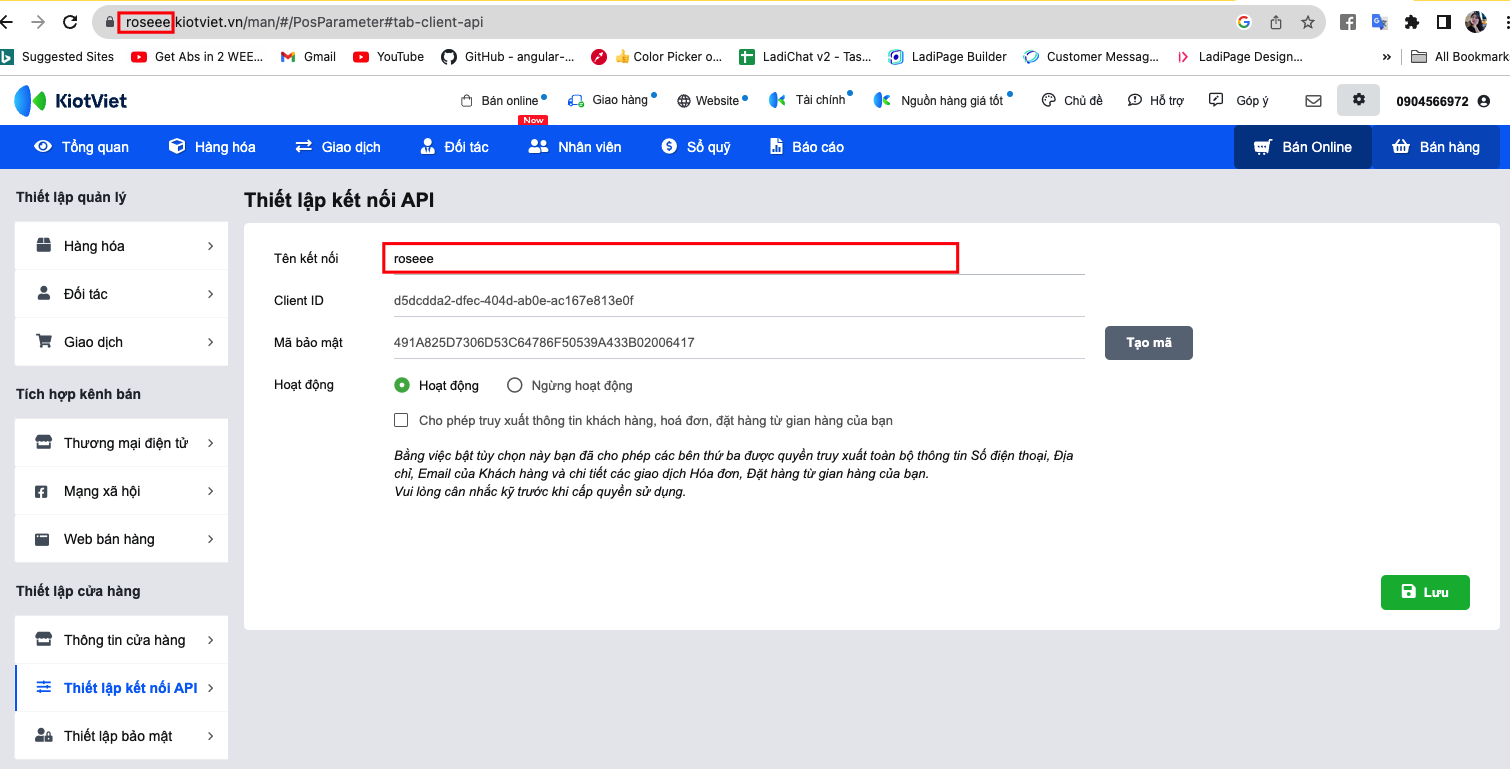 roseee.kiotviet.vn/man/#/PosParameter#tab-client-api
Suggested Sites Get Abs in 2 WEE... Gmail YouTube GitHub - angular-... 👍 Color Picker o... LadiChat v2 - Tas... LadiPage Builder Customer Messag... LadiPage Design... » All Bookmark
KiotViet Bán online Giao hàng Website Tài chính Nguồn hàng giá tốt Chủ đề Hỗ trợ Góp ý 0904566972
Now
Tổng quan Hàng hóa Giao dịch Đối tác Nhân viên Sổ quỹ Báo cáo Bán Online Bán hàng
Thiết lập quản lý
Hàng hóa
Đối tác
Giao dịch
Tích hợp kênh bán
Thương mại điện tử
Mạng xã hội
Web bán hàng
Thiết lập cửa hàng
Thông tin cửa hàng
Thiết lập kết nối API
Thiết lập bảo mật
Thiết lập kết nối API
Tên kết nối roseee
Client ID d5dcdda2-dfec-404d-ab0e-ac167e813e0f
Mã bảo mật 491A825D7306D53C64786F50539A433B02006417 Tạo mã
Hoạt động Hoạt động Ngừng hoạt động
Cho phép truy xuất thông tin khách hàng, hoá đơn, đặt hàng từ gian hàng của bạn
Bằng việc bật tùy chọn này bạn đã cho phép các bên thứ ba được quyền truy xuất toàn bộ thông tin Số điện thoại, Địa
chỉ, Email của Khách hàng và chi tiết các giao dịch Hóa đơn, Đặt hàng từ gian hàng của bạn.
Vui lòng cân nhắc kỹ trước khi cấp quyền sử dụng.
Lưu